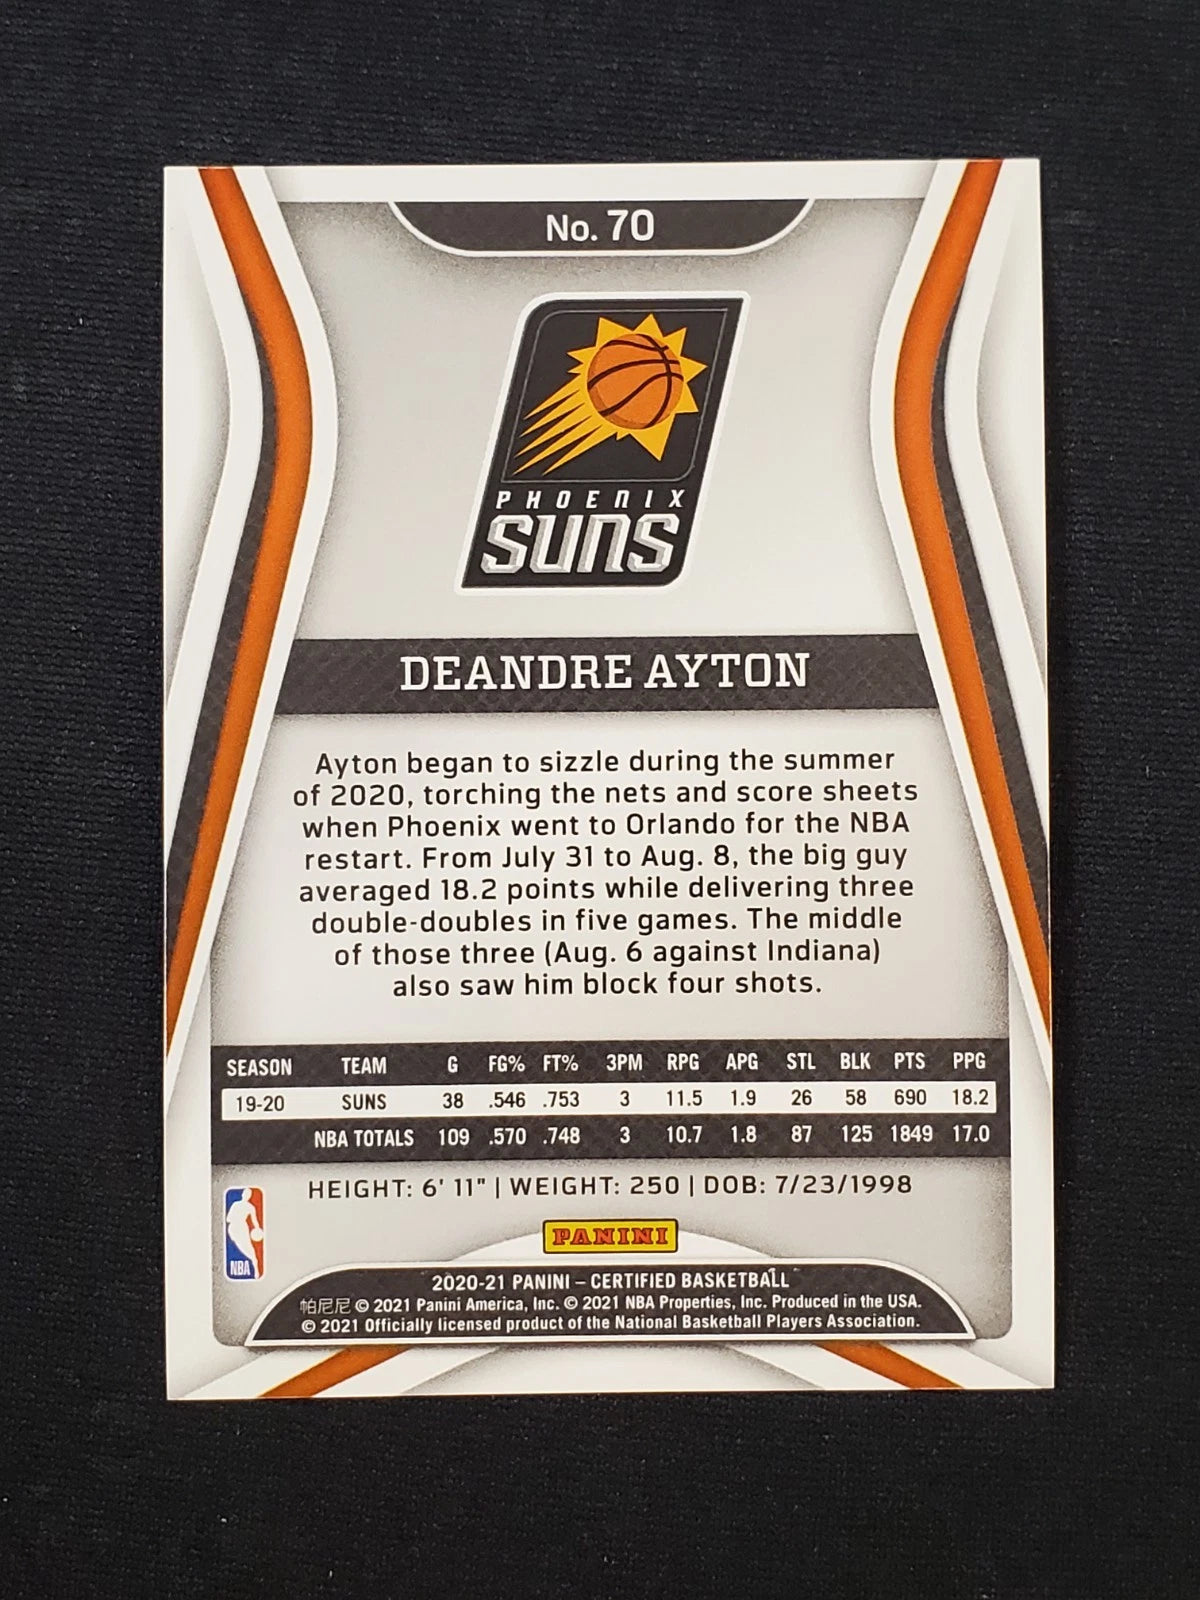 No. 70
PHOENIX
SUNS
DEANDRE AYTON
Ayton began to sizzle during the summer
of 2020, torching the nets and score sheets
when Phoenix went to Orlando for the NBA
restart. From July 31 to Aug. 8, the big guy
averaged 18.2 points while delivering three
double-doubles in five games. The middle
of those three (Aug. 6 against Indiana)
also saw him block four shots.
SEASON TEAM G FG% FT% 3PM RPG APG STL BLK PTS PPG
19-20 SUNS 38 .546 .753 3 11.5 1.9 26 58 690 18.2
NBA TOTALS 109 .570 .748 3 10.7 1.8 87 125 1849 17.0
HEIGHT: 6' 11" | WEIGHT: 250 | DOB: 7/23/1998
NBA
PANINI
2020-21 PANINI – CERTIFIED BASKETBALL
帕尼尼 © 2021 Panini America, Inc. © 2021 NBA Properties, Inc. Produced in the USA.
© 2021 Officially licensed product of the National Basketball Players Association.